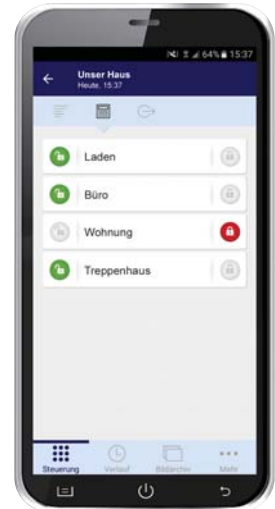 64% 15:37
Unser Haus
Heute, 15:37
Laden
Büro
Wohnung
Treppenhaus
Steuerung Verlauf Bildarchiv Mehr